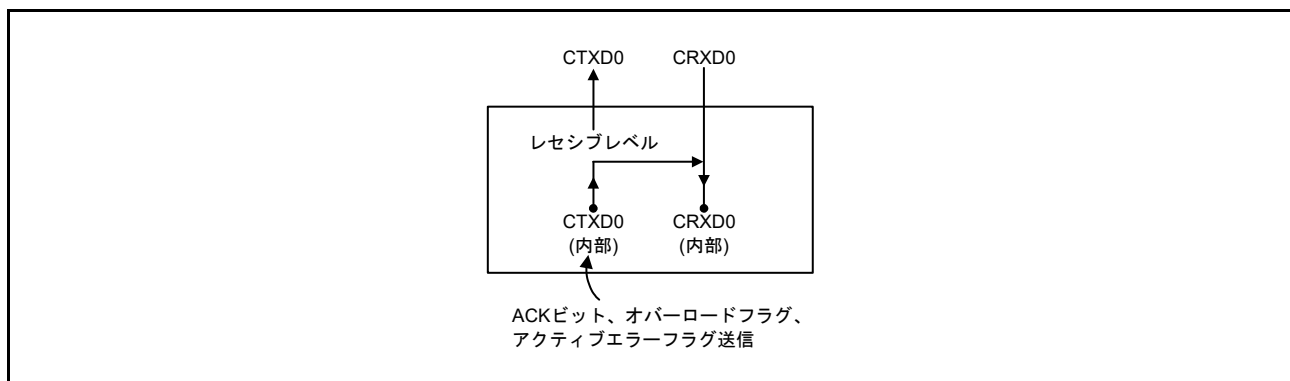 CTXD0 CRXD0
レセシブレベル
CTXD0 CRXD0
(内部) (内部)
ACKビット、オバーロードフラグ、
アクティブエラーフラグ送信